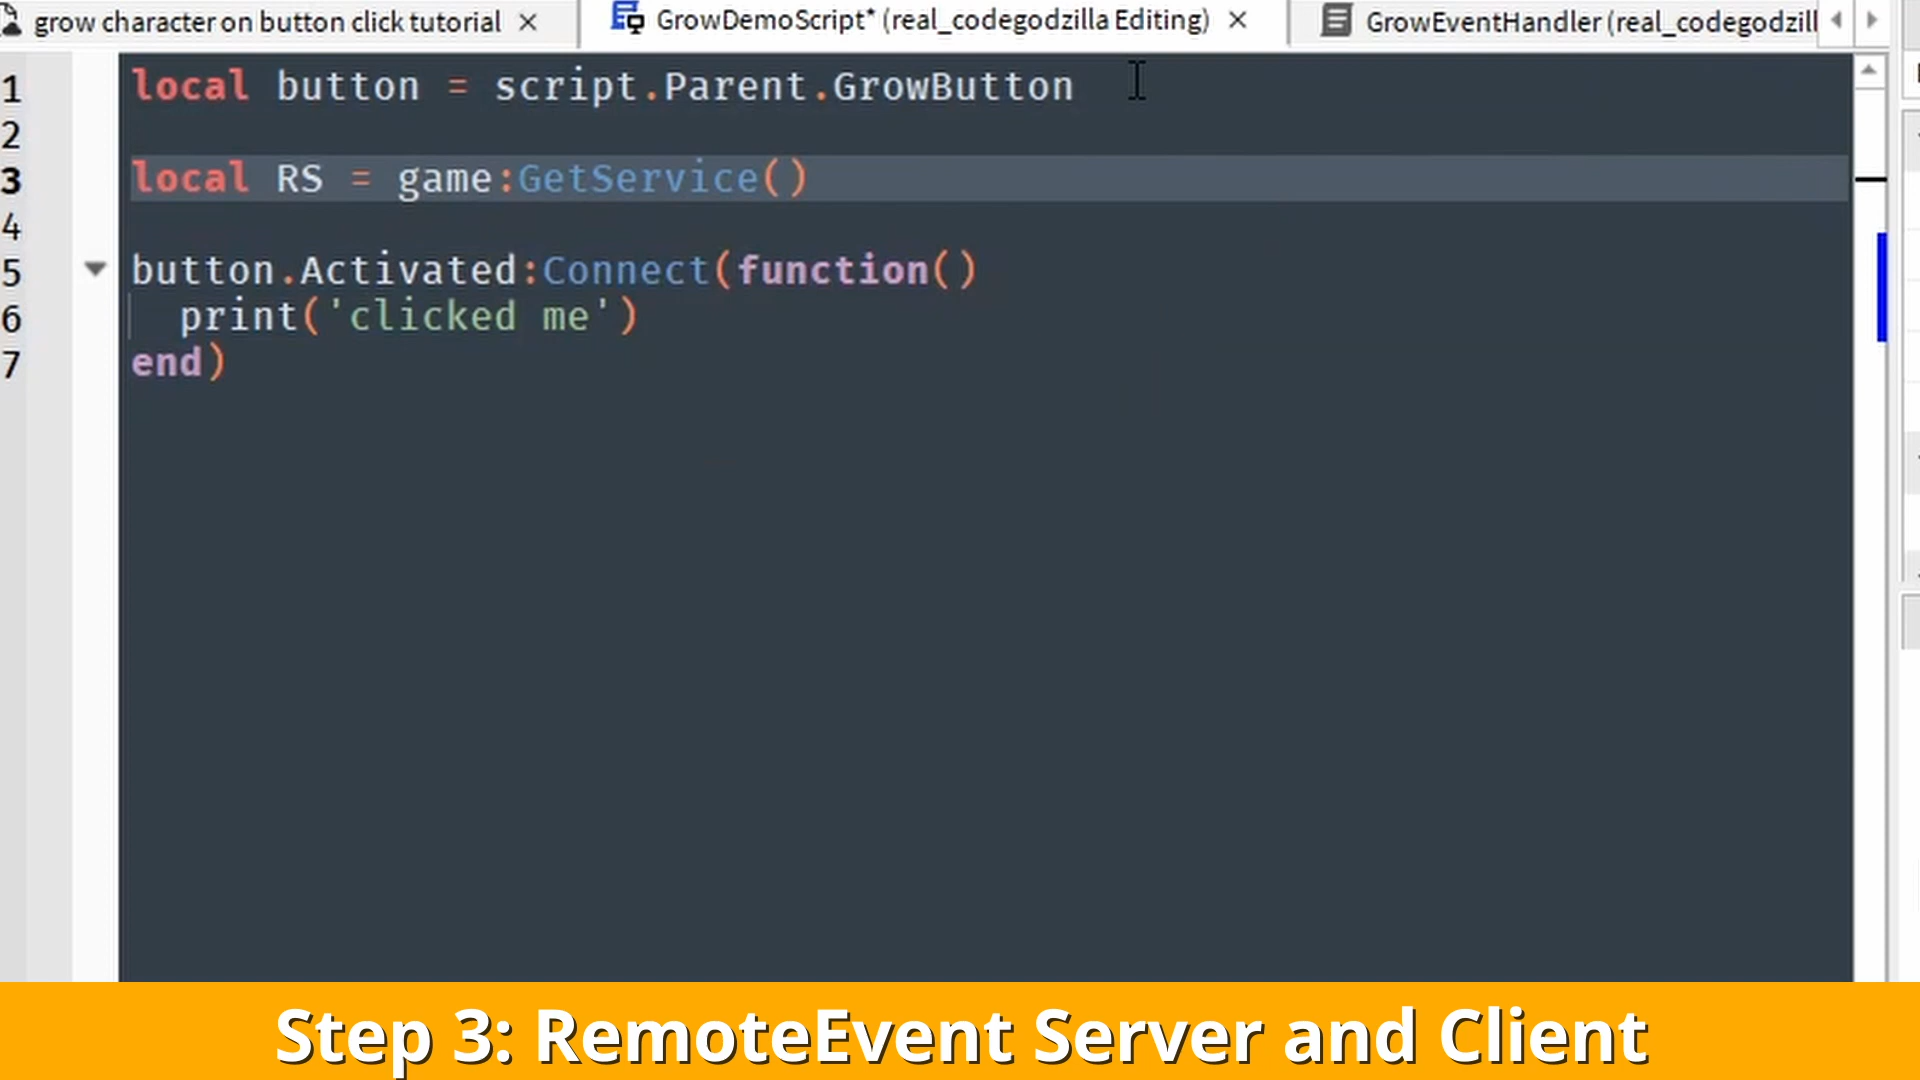 grow character on button click tutorial
GrowDemoScript* (real_codegodzilla Editing)
GrowEventHandler (real_codegodzill
1 local button = script.Parent.GrowButton
2
3 local RS = game:GetService()
4
5 button.Activated:Connect(function()
6 print('clicked me')
7 end)
Step 3: RemoteEvent Server and Client